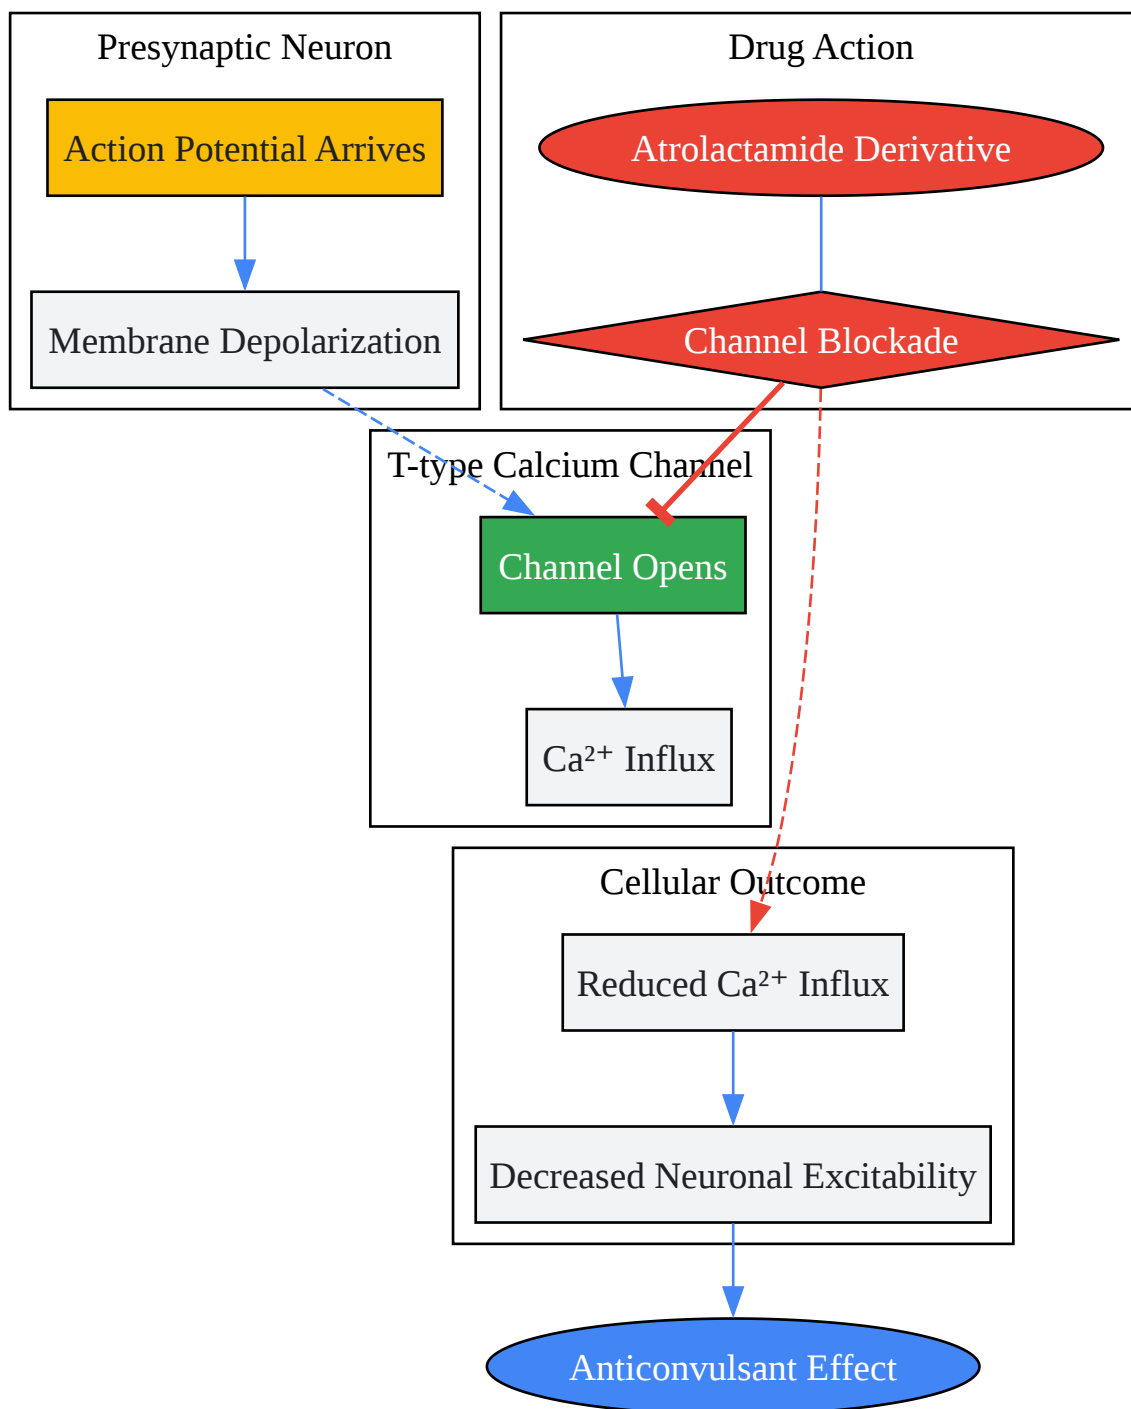 Presynaptic Neuron
Action Potential Arrives
Membrane Depolarization
Drug Action
Atrolactamide Derivative
Channel Blockade
T-type Calcium Channel
Channel Opens
Ca²⁺ Influx
Cellular Outcome
Reduced Ca²⁺ Influx
Decreased Neuronal Excitability
Anticonvulsant Effect